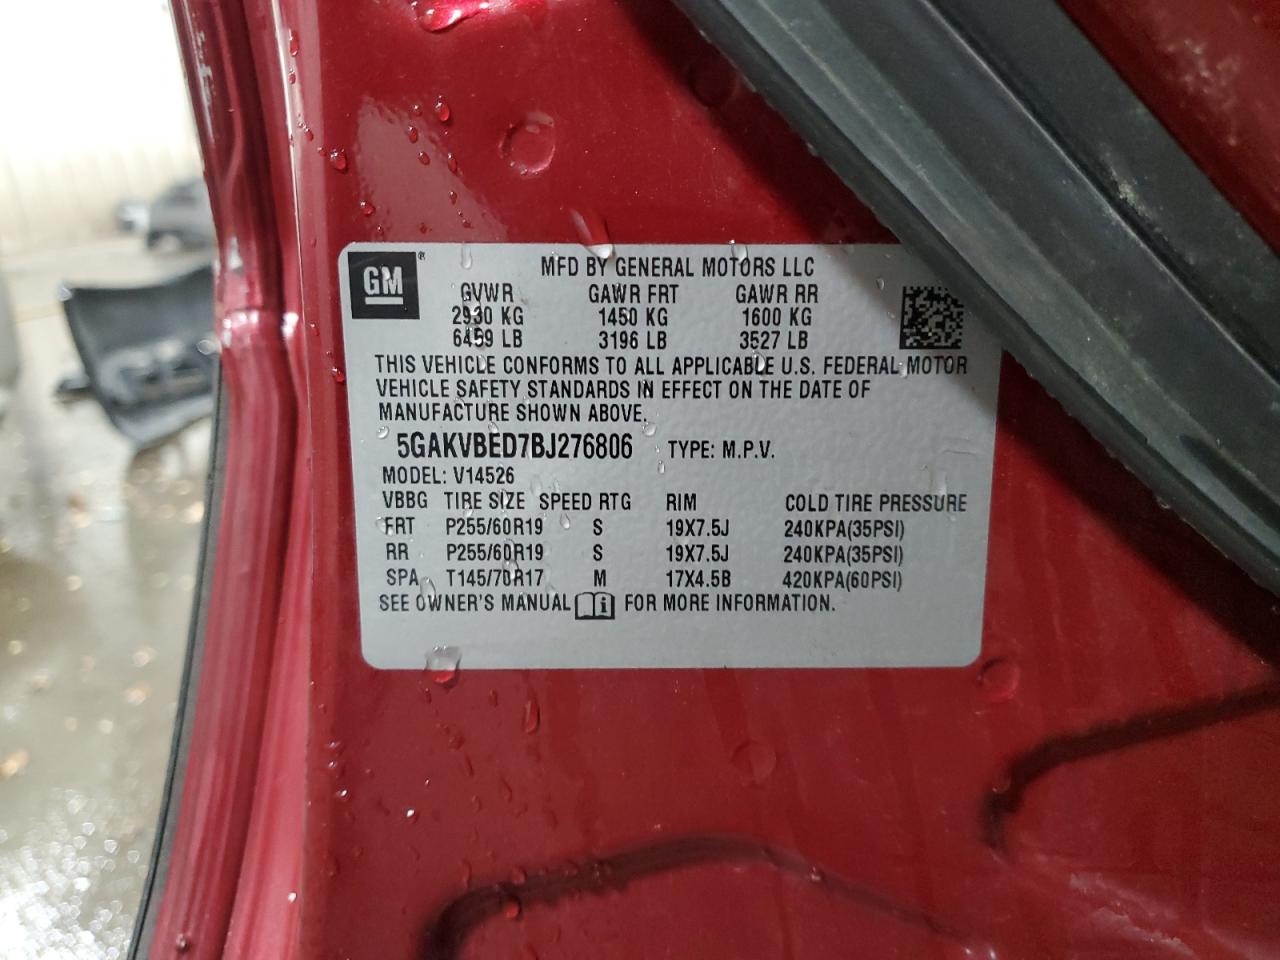 GM®
MFD BY GENERAL MOTORS LLC
GVWR GAWR FRT GAWR RR
2930 KG 1450 KG 1600 KG
6459 LB 3196 LB 3527 LB
THIS VEHICLE CONFORMS TO ALL APPLICABLE U.S. FEDERAL MOTOR
VEHICLE SAFETY STANDARDS IN EFFECT ON THE DATE OF
MANUFACTURE SHOWN ABOVE.
5GAKVBED7BJ276806 TYPE: M.P.V.
MODEL: V14526
VBBG TIRE SIZE SPEED RTG RIM COLD TIRE PRESSURE
FRT P255/60R19 S 19X7.5J 240KPA(35PSI)
RR P255/60R19 S 19X7.5J 240KPA(35PSI)
SPA T145/70R17 M 17X4.5B 420KPA(60PSI)
SEE OWNER'S MANUAL i FOR MORE INFORMATION.